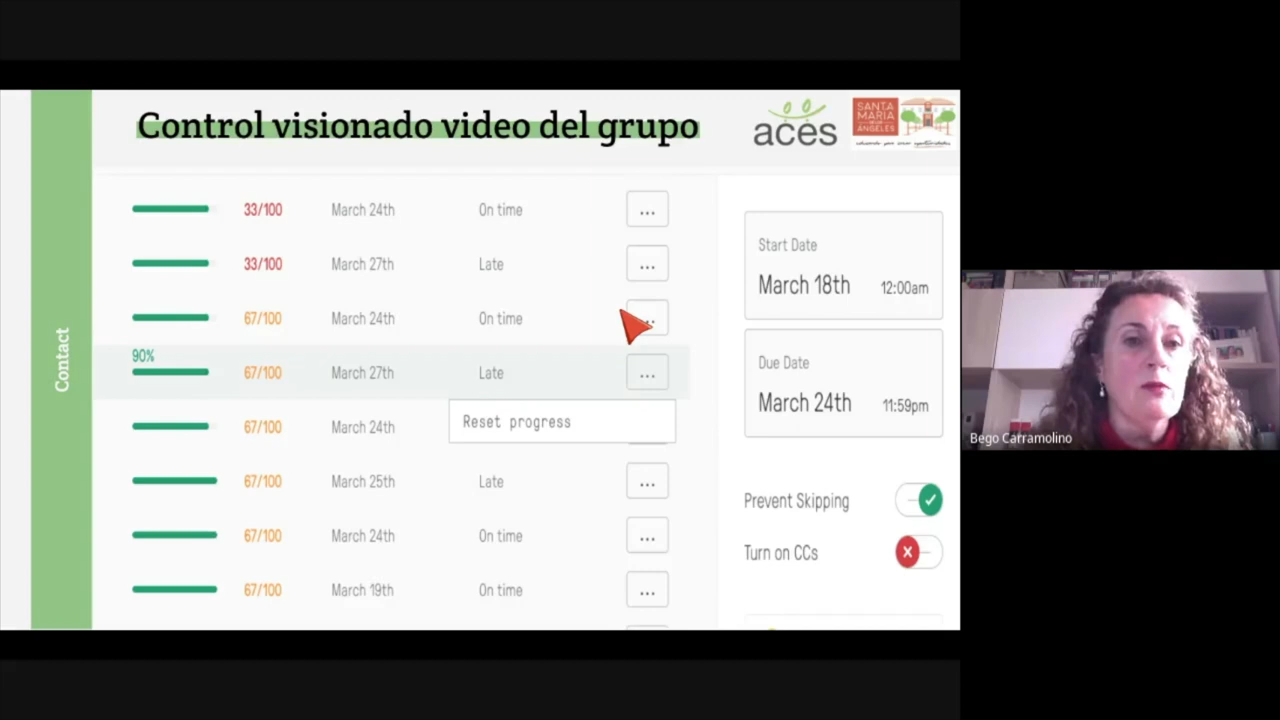 Control visionado video del grupo
aces
SANTA
MARIA
ÁNGELES
Contact
33/100 March 24th On time ...
33/100 March 27th Late ...
67/100 March 24th On time
90%
67/100 March 27th Late ...
Reset progress
67/100 March 24th
67/100 March 25th Late ...
67/100 March 24th On time ...
67/100 March 19th On time ...
Start Date
March 18th 12:00am
Due Date
March 24th 11:59pm
Prevent Skipping
Turn on CCs
Bego Carramolino